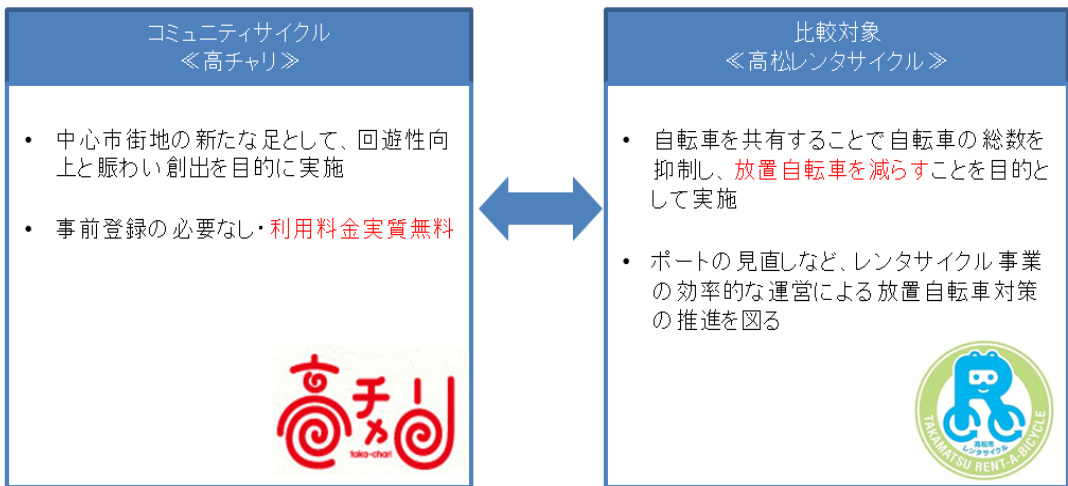 コミュニティサイクル
≪高チャリ≫
• 中心市街地の新たな足として、回遊性向
上と賑わい創出を目的に実施
• 事前登録の必要なし・利用料金実質無料
高チャリ
taka-chari
比較対象
≪高松レンタサイクル≫
• 自転車を共有することで自転車の総数を
抑制し、放置自転車を減らすことを目的と
して実施
• ポートの見直しなど、レンタサイクル事業
の効率的な運営による放置自転車対策
の推進を図る
R
高松市
レンタサイクル
TAKAMATSU RENT-A-BICYCLE